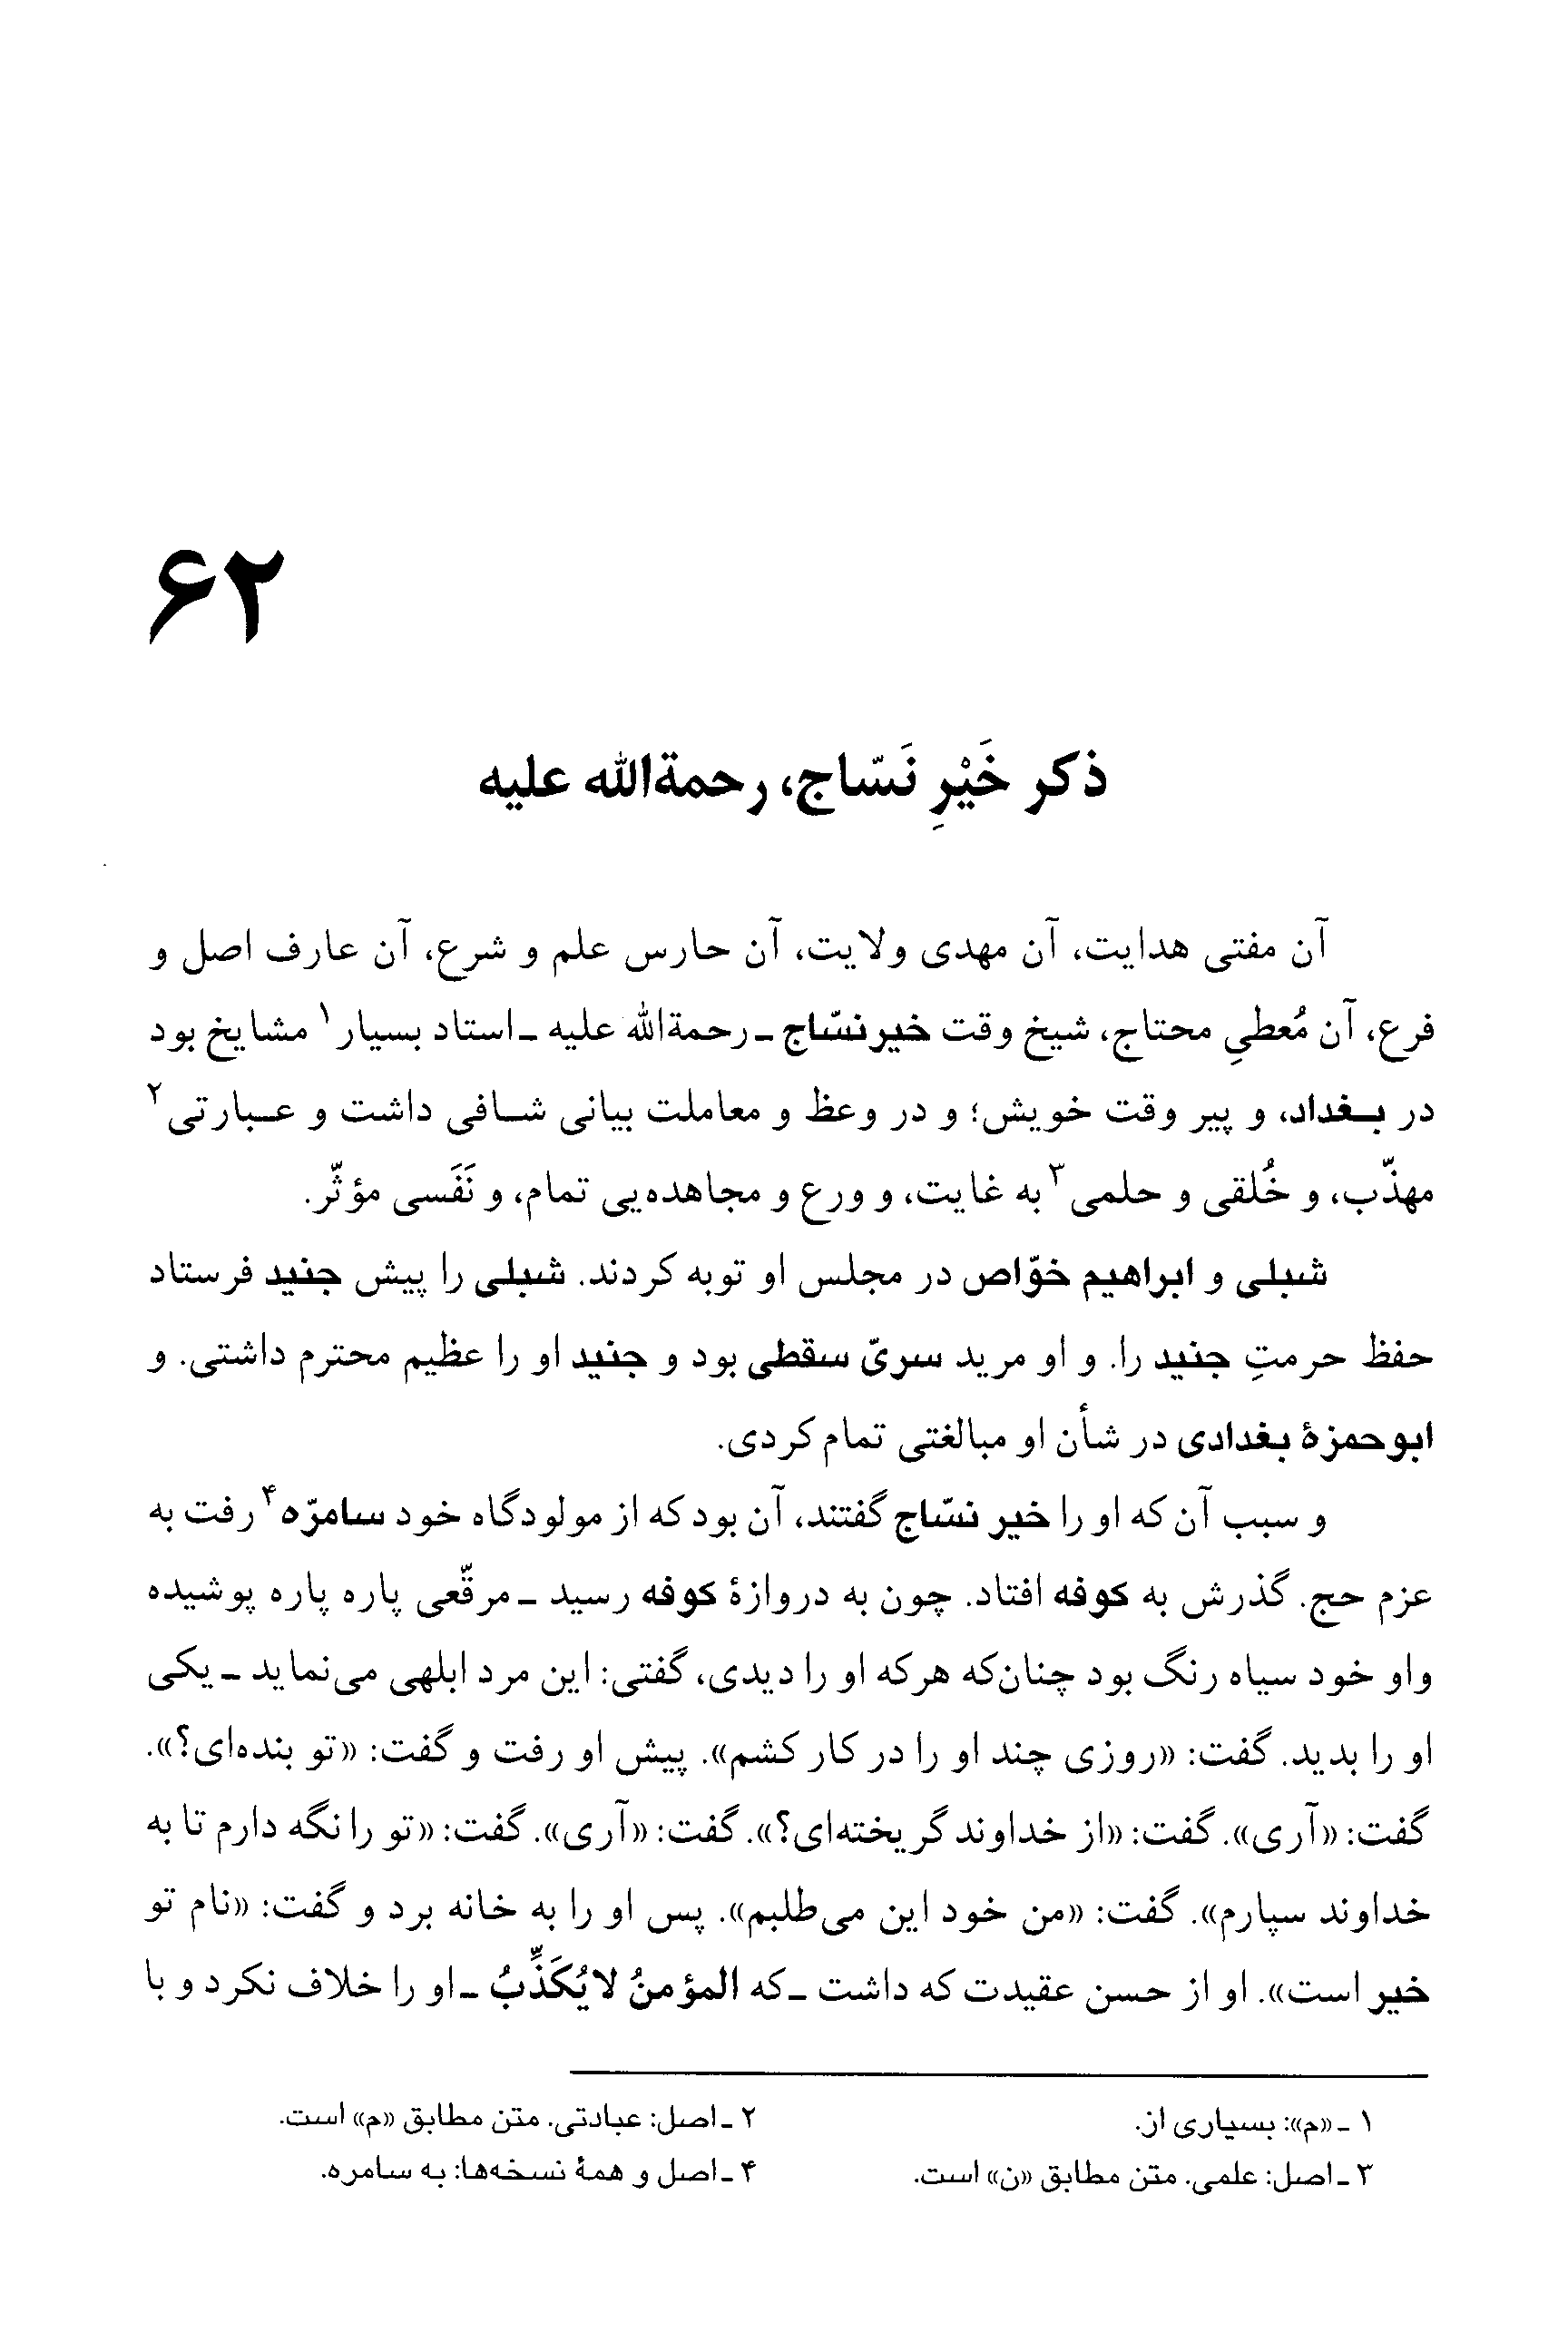 ۶۲
ذکر خَیْرِ نَسّاج، رحمةالله علیه
آن مفتی هدایت، آن مهدی ولایت، آن حارس علم و شرع، آن عارف اصل و
فرع، آن مُعطیِ محتاج، شیخ وقت خیرنسّاج ـ رحمةالله علیه ـ استاد بسیار۱ مشایخ بود
در بـغداد، و پیر وقت خویش؛ و در وعظ و معاملت بیانی شـافی داشت و عـبارتی۲
مهذّب، و خُلقی و حلمی۳ به غایت، و ورع و مجاهده‌یی تمام، و نَفَسی مؤثّر.
شبلی و ابراهیم خوّاص در مجلس او توبه کردند. شبلی را پیش جنید فرستاد
حفظ حرمتِ جنید را. و او مرید سریّ سقطی بود و جنید او را عظیم محترم داشتی. و
ابوحمزهٔ بغدادی در شأن او مبالغتی تمام کردی.
و سبب آن که او را خیر نسّاج گفتند، آن بود که از مولودگاه خود سامرّه۴ رفت به
عزم حج. گذرش به کوفه افتاد. چون به دروازهٔ کوفه رسید ـ مرقّعی پاره پاره پوشیده
واو خود سیاه رنگ بود چنان‌که هرکه او را دیدی، گفتی: این مرد ابلهی می‌نماید ـ یکی
او را بدید. گفت: «روزی چند او را در کار کشم». پیش او رفت و گفت: «تو بنده‌ای؟».
گفت: «آری». گفت: «از خداوند گریخته‌ای؟». گفت: «آری». گفت: «تو را نگه دارم تا به
خداوند سپارم». گفت: «من خود این می‌طلبم». پس او را به خانه برد و گفت: «نام تو
خیر است». او از حسن عقیدت که داشت ـ که المؤمنُ لایُکَذِّبُ ـ او را خلاف نکرد و با
۱ ـ «م»: بسیاری از.
۲ ـ اصل: عبادتی. متن مطابق «م» است.
۳ ـ اصل: علمی. متن مطابق «ن» است.
۴ ـ اصل و همهٔ نسخه‌ها: به سامره.